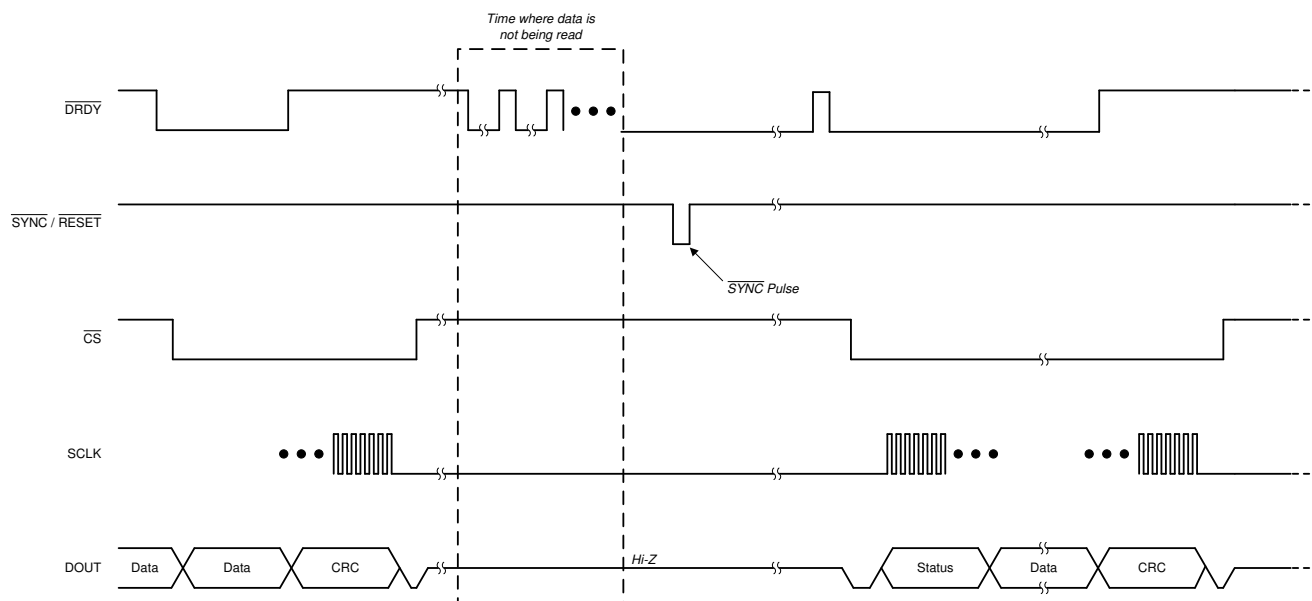 Time where data is
not being read
DRDY
SYNC / RESET
SYNC Pulse
CS
SCLK
Hi-Z
DOUT
Data
Data
CRC
Status
Data
CRC